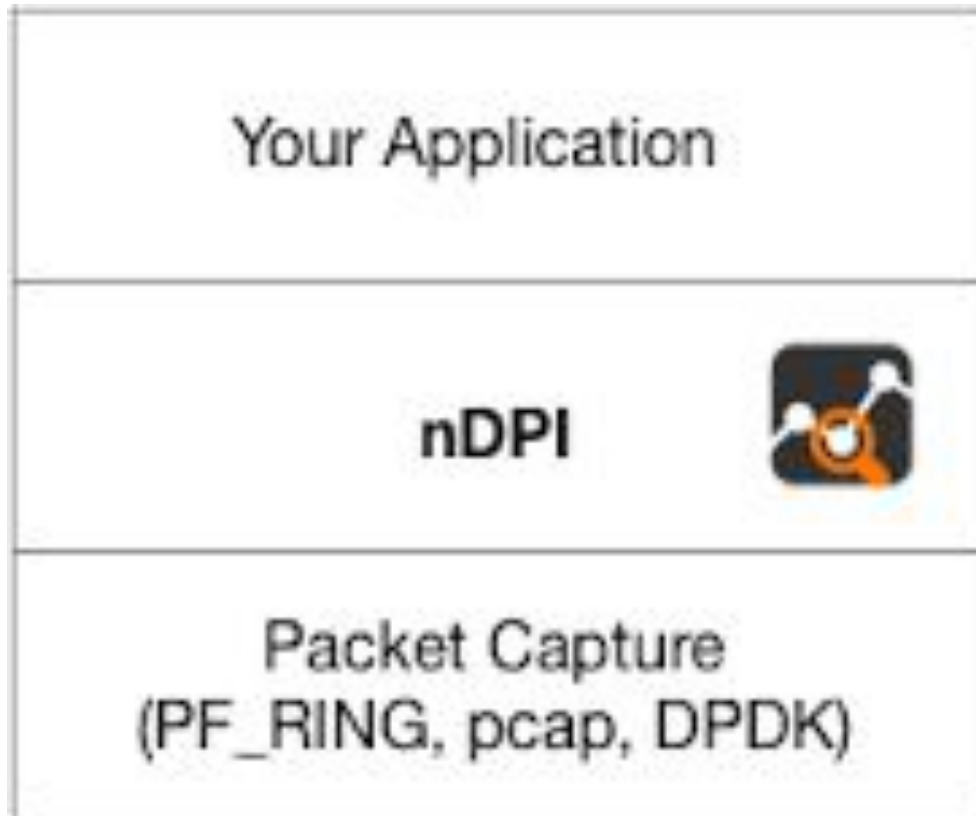 Your Application
nDPI
Packet Capture
(PF_RING, pcap, DPDK)